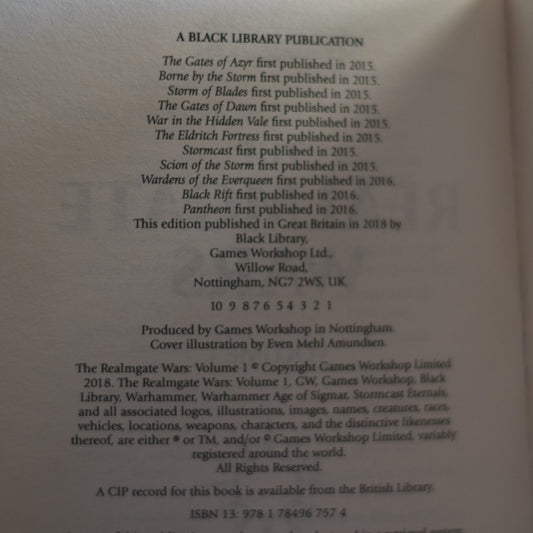 A BLACK LIBRARY PUBLICATION
The Gates of Azyr first published in 2015.
Borne by the Storm first published in 2015.
Storm of Blades first published in 2015.
The Gates of Dawn first published in 2015.
War in the Hidden Vale first published in 2015.
The Eldritch Fortress first published in 2015.
Stormcast first published in 2015.
Scion of the Storm first published in 2015.
Wardens of the Everqueen first published in 2016.
Black Rift first published in 2016.
Pantheon first published in 2016.
This edition published in Great Britain in 2018 by
Black Library,
Games Workshop Ltd.,
Willow Road,
Nottingham, NG7 2WS, UK.
10 9 8 7 6 5 4 3 2 1
Produced by Games Workshop in Nottingham.
Cover illustration by Even Mehl Amundsen.
The Realmgate Wars: Volume 1 © Copyright Games Workshop Limited
2018. The Realmgate Wars: Volume 1, GW, Games Workshop, Black
Library, Warhammer, Warhammer Age of Sigmar, Stormcast Eternals,
and all associated logos, illustrations, images, names, creatures, races,
vehicles, locations, weapons, characters, and the distinctive likenesses
thereof, are either ® or TM, and/or © Games Workshop Limited, variably
registered around the world.
All Rights Reserved.
A CIP record for this book is available from the British Library.
ISBN 13: 978 1 78496 757 4